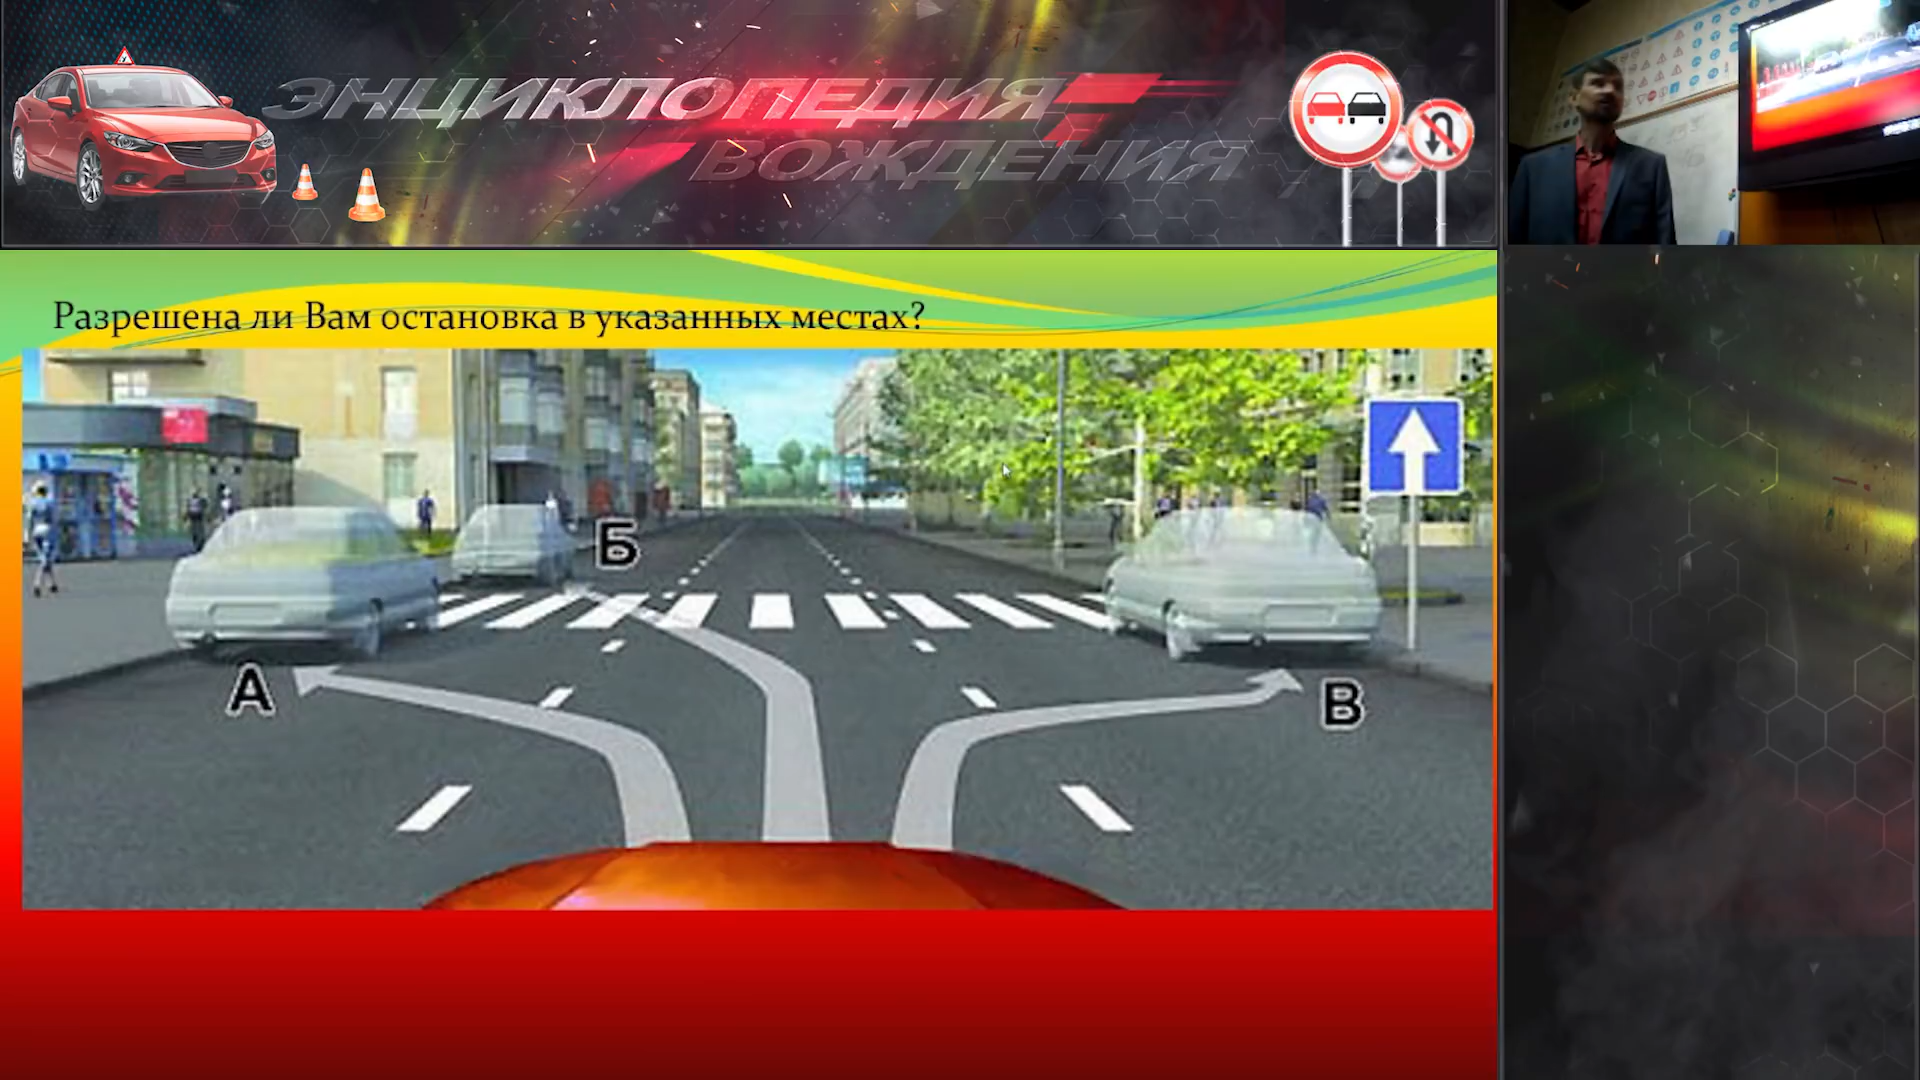 ЭНЦИКЛОПЕДИЯ
ВОЖДЕНИЯ
Разрешена ли Вам остановка в указанных местах?
Б
А
В